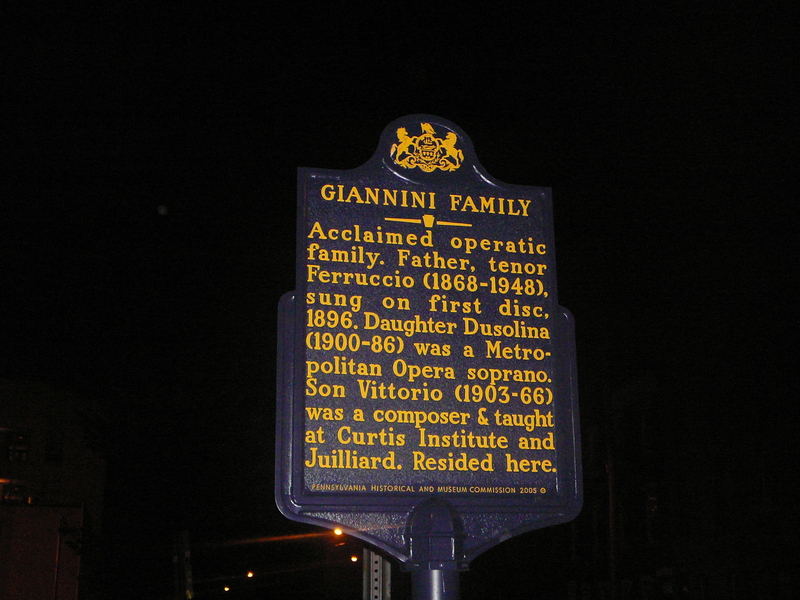 GIANNINI FAMILY
Acclaimed operatic
family. Father, tenor
Ferruccio (1868-1948),
sung on first disc,
1896. Daughter Dusolina
(1900-86) was a Metro-
politan Opera soprano.
Son Vittorio (1903-66)
was a composer & taught
at Curtis Institute and
Juilliard. Resided here.
PENNSYLVANIA HISTORICAL AND MUSEUM COMMISSION 2005